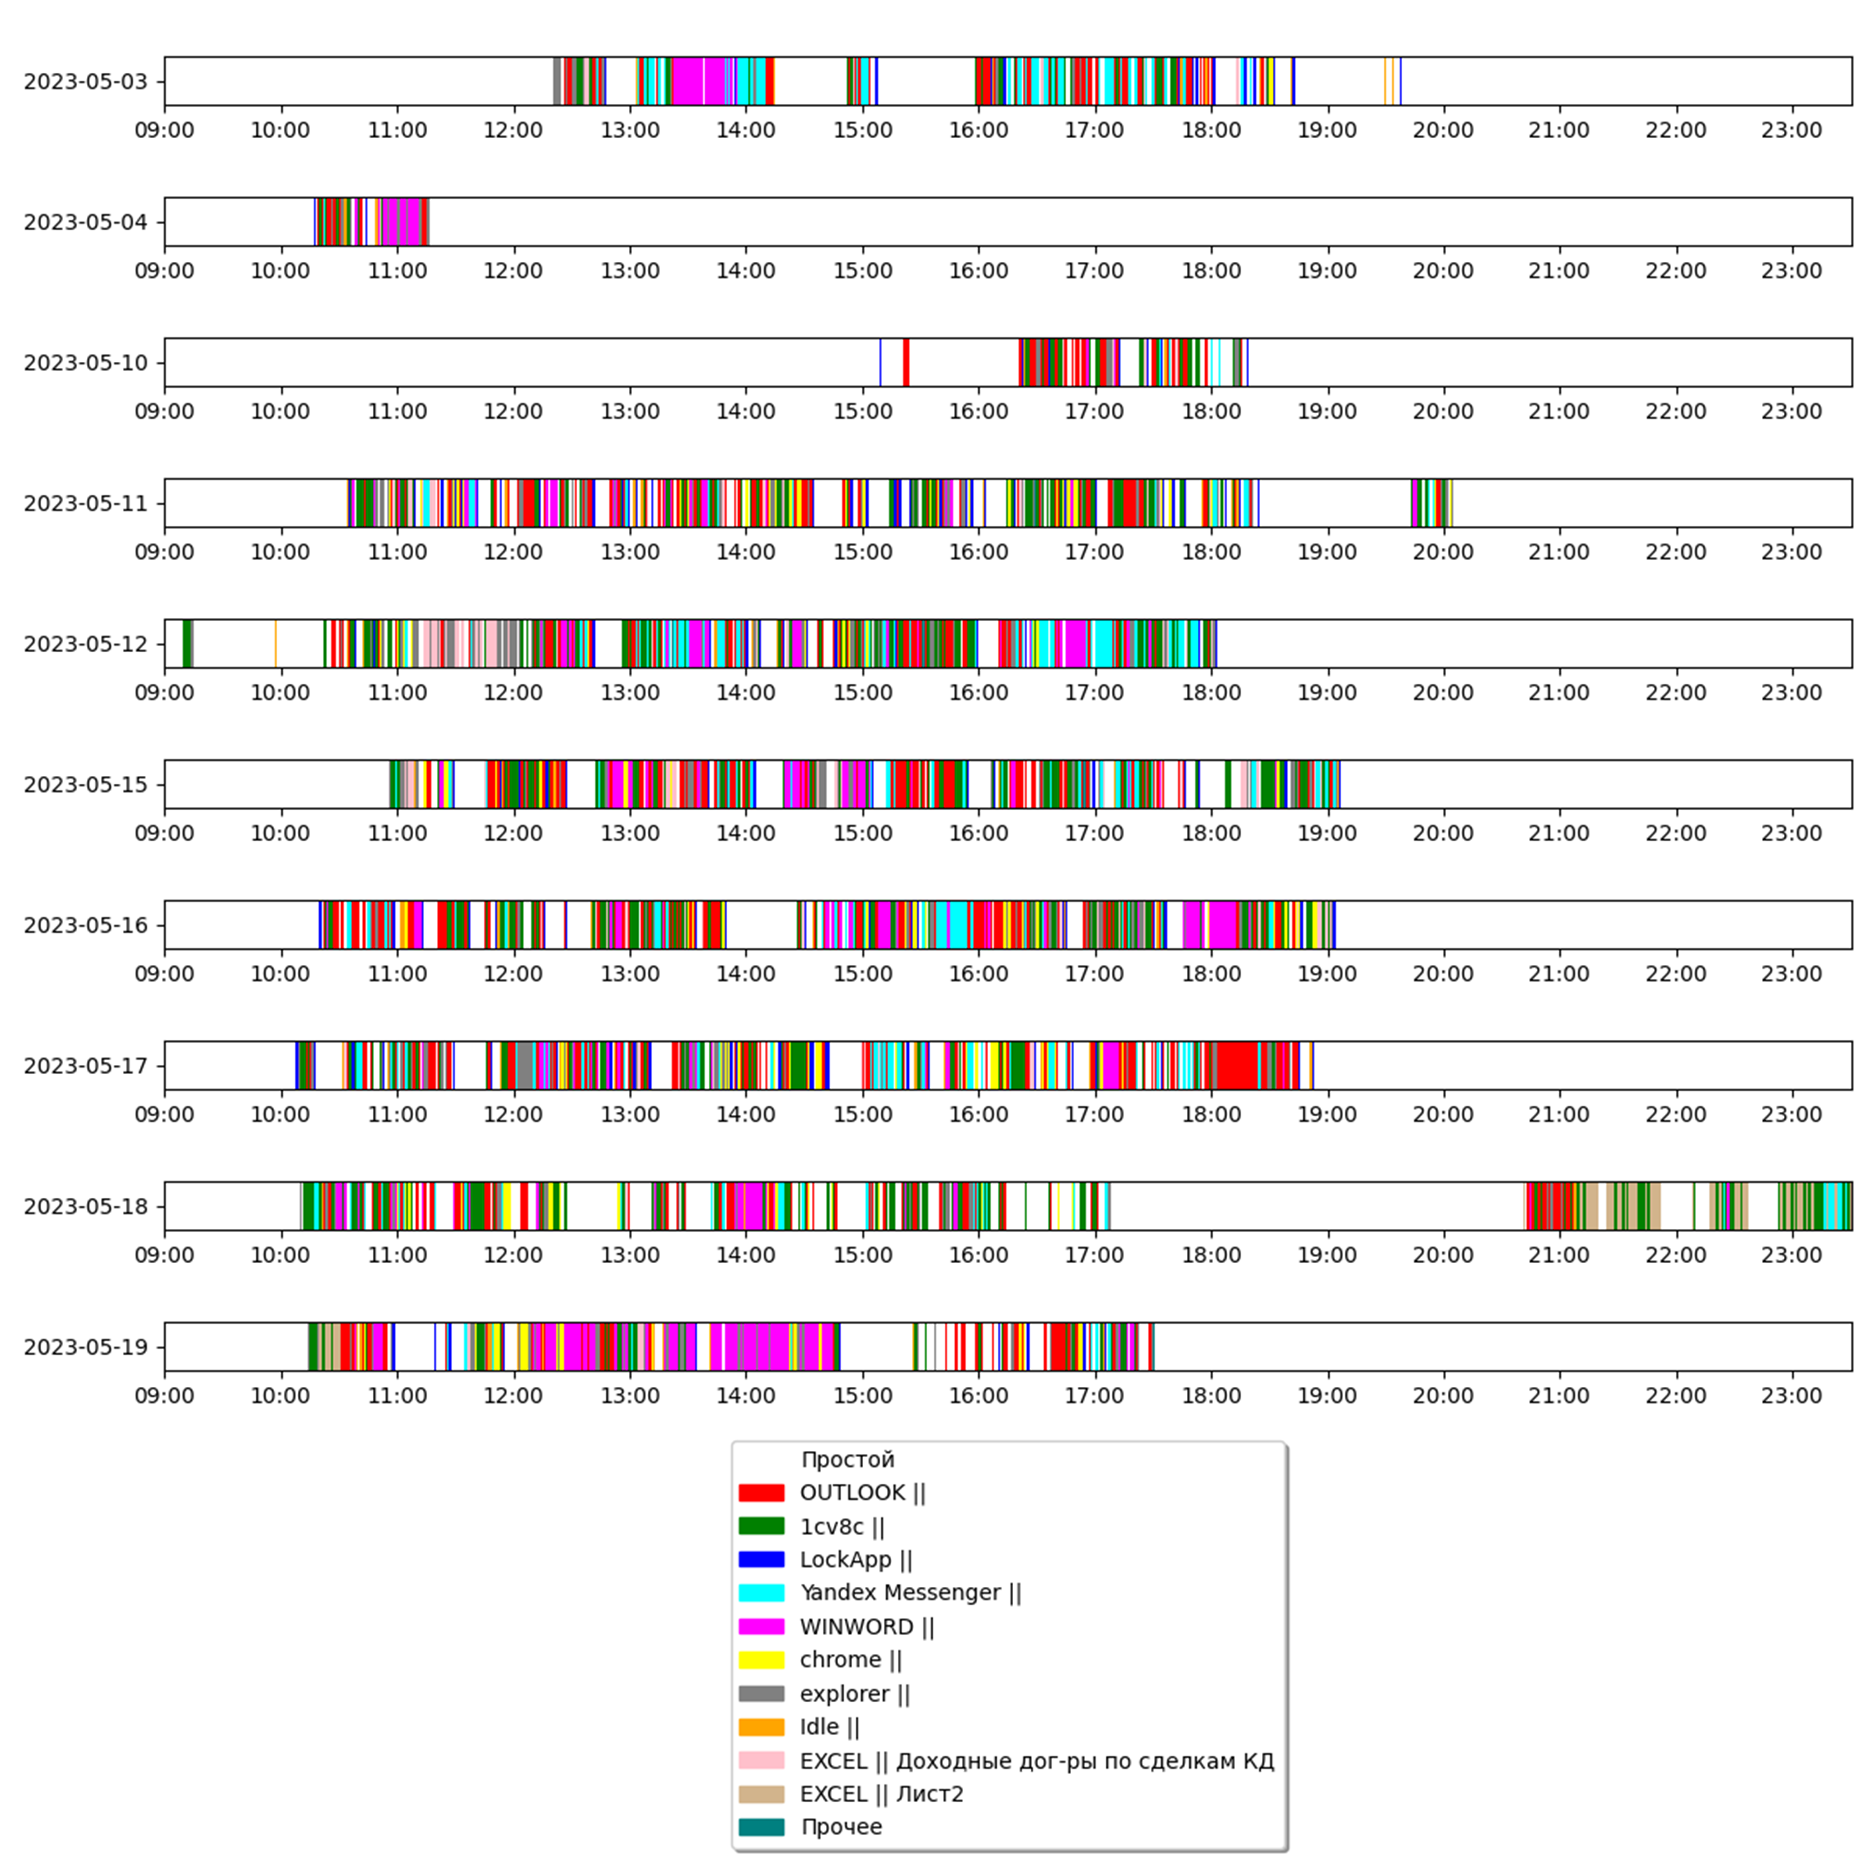 2023-05-03
09:00 10:00 11:00 12:00 13:00 14:00 15:00 16:00 17:00 18:00 19:00 20:00 21:00 22:00 23:00
2023-05-04
09:00 10:00 11:00 12:00 13:00 14:00 15:00 16:00 17:00 18:00 19:00 20:00 21:00 22:00 23:00
2023-05-10
09:00 10:00 11:00 12:00 13:00 14:00 15:00 16:00 17:00 18:00 19:00 20:00 21:00 22:00 23:00
2023-05-11
09:00 10:00 11:00 12:00 13:00 14:00 15:00 16:00 17:00 18:00 19:00 20:00 21:00 22:00 23:00
2023-05-12
09:00 10:00 11:00 12:00 13:00 14:00 15:00 16:00 17:00 18:00 19:00 20:00 21:00 22:00 23:00
2023-05-15
09:00 10:00 11:00 12:00 13:00 14:00 15:00 16:00 17:00 18:00 19:00 20:00 21:00 22:00 23:00
2023-05-16
09:00 10:00 11:00 12:00 13:00 14:00 15:00 16:00 17:00 18:00 19:00 20:00 21:00 22:00 23:00
2023-05-17
09:00 10:00 11:00 12:00 13:00 14:00 15:00 16:00 17:00 18:00 19:00 20:00 21:00 22:00 23:00
2023-05-18
09:00 10:00 11:00 12:00 13:00 14:00 15:00 16:00 17:00 18:00 19:00 20:00 21:00 22:00 23:00
2023-05-19
09:00 10:00 11:00 12:00 13:00 14:00 15:00 16:00 17:00 18:00 19:00 20:00 21:00 22:00 23:00
Простой
OUTLOOK ||
1cv8c ||
LockApp ||
Yandex Messenger ||
WINWORD ||
chrome ||
explorer ||
Idle ||
EXCEL || Доходные дог-ры по сделкам КД
EXCEL || Лист2
Прочее